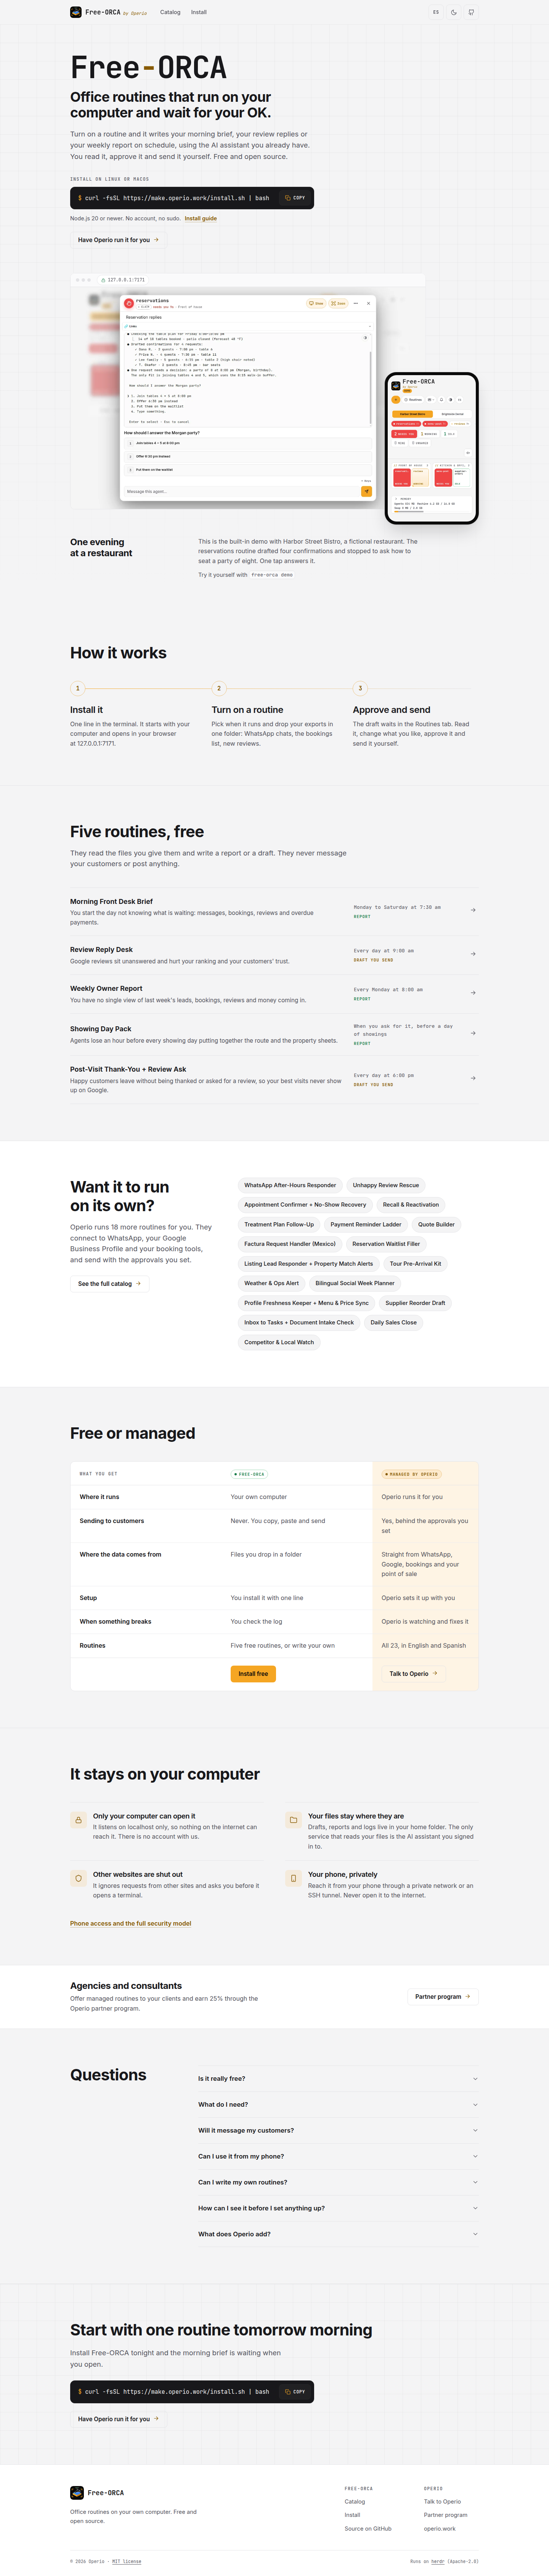 Free-ORCA by Operio
Catalog
Install
ES
Free-ORCA
Office routines that run on your
computer and wait for your OK.
Turn on a routine and it writes your morning brief, your review replies or
your weekly report on schedule, using the AI assistant you already have.
You read it, approve it and send it yourself. Free and open source.
INSTALL ON LINUX OR MACOS
$ curl -fsSL https://make.operio.work/install.sh | bash
COPY
Node.js 20 or newer. No account, no sudo. Install guide
Have Operio run it for you →
127.0.0.1:7171
reservations
Reservation replies
How should I answer the Morgan party?
1 Join tables 4 + 5 at 8:00 pm
2 Offer 6:30 pm instead
3 Put them on the waitlist
Message this agent...
Free-ORCA
One evening
at a restaurant
This is the built-in demo with Harbor Street Bistro, a fictional restaurant. The
reservations routine drafted four confirmations and stopped to ask how to
seat a party of eight. One tap answers it.
Try it yourself with free-orca demo
How it works
1
2
3
Install it
One line in the terminal. It starts with your
computer and opens in your browser
at 127.0.0.1:7171.
Turn on a routine
Pick when it runs and drop your exports in
one folder: WhatsApp chats, the bookings
list, new reviews.
Approve and send
The draft waits in the Routines tab. Read
it, change what you like, approve it and
send it yourself.
Five routines, free
They read the files you give them and write a report or a draft. They never message
your customers or post anything.
Morning Front Desk Brief
You start the day not knowing what is waiting: messages, bookings, reviews and overdue
payments.
Monday to Saturday at 7:30 am
REPORT
→
Review Reply Desk
Google reviews sit unanswered and hurt your ranking and your customers' trust.
Every day at 9:00 am
DRAFT YOU SEND
→
Weekly Owner Report
You have no single view of last week's leads, bookings, reviews and money coming in.
Every Monday at 8:00 am
REPORT
→
Showing Day Pack
Agents lose an hour before every showing day putting together the route and the property sheets.
When you ask for it, before a day
of showings
REPORT
→
Post-Visit Thank-You + Review Ask
Happy customers leave without being thanked or asked for a review, so your best visits never show
up on Google.
Every day at 6:00 pm
DRAFT YOU SEND
→
Want it to run
on its own?
Operio runs 18 more routines for you. They
connect to WhatsApp, your Google
Business Profile and your booking tools,
and send with the approvals you set.
See the full catalog →
WhatsApp After-Hours Responder
Unhappy Review Rescue
Appointment Confirmer + No-Show Recovery
Recall & Reactivation
Treatment Plan Follow-Up
Payment Reminder Ladder
Quote Builder
Factura Request Handler (Mexico)
Reservation Waitlist Filler
Listing Lead Responder + Property Match Alerts
Tour Pre-Arrival Kit
Weather & Ops Alert
Bilingual Social Week Planner
Profile Freshness Keeper + Menu & Price Sync
Supplier Reorder Draft
Inbox to Tasks + Document Intake Check
Daily Sales Close
Competitor & Local Watch
Free or managed
WHAT YOU GET
FREE-ORCA
MANAGED BY OPERIO
Where it runs
Your own computer
Operio runs it for you
Sending to customers
Never. You copy, paste and send
Yes, behind the approvals you
set
Where the data comes from
Files you drop in a folder
Straight from WhatsApp,
Google, bookings and your
point of sale
Setup
You install it with one line
Operio sets it up with you
When something breaks
You check the log
Operio is watching and fixes it
Routines
Five free routines, or write your own
All 23, in English and Spanish
Install free
Talk to Operio →
It stays on your computer
Only your computer can open it
It listens on localhost only, so nothing on the internet can
reach it. There is no account with us.
Your files stay where they are
Drafts, reports and logs live in your home folder. The only
service that reads your files is the AI assistant you signed
in to.
Other websites are shut out
It ignores requests from other sites and asks you before it
opens a terminal.
Your phone, privately
Reach it from your phone through a private network or an
SSH tunnel. Never open it to the internet.
Phone access and the full security model
Agencies and consultants
Offer managed routines to your clients and earn 25% through the
Operio partner program.
Partner program →
Questions
Is it really free?
What do I need?
Will it message my customers?
Can I use it from my phone?
Can I write my own routines?
How can I see it before I set anything up?
What does Operio add?
Start with one routine tomorrow morning
Install Free-ORCA tonight and the morning brief is waiting when
you open.
$ curl -fsSL https://make.operio.work/install.sh | bash
COPY
Have Operio run it for you →
Free-ORCA
Office routines on your own computer. Free and
open source.
FREE-ORCA
Catalog
Install
Source on GitHub
OPERIO
Talk to Operio
Partner program
operio.work
© 2026 Operio · MIT license
Runs on herdr (Apache-2.0)